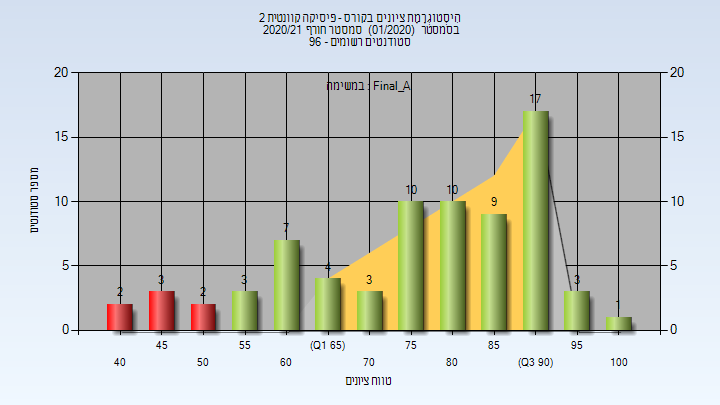 היסטוגרמת ציונים בקורס - פיסיקה קוונטית 2
בסמסטר (01/2020) סמסטר חורף 2020/21
סטודנטים רשומים - 96
במשימה : Final_A
מספר סטודנטים
20 20
15 15
10 10
5 5
0 0
2 3 2 3 7 4 3 10 10 9 17 3 1
40 45 50 55 60 (Q1 65) 70 75 80 85 (Q3 90) 95 100
טווח ציונים